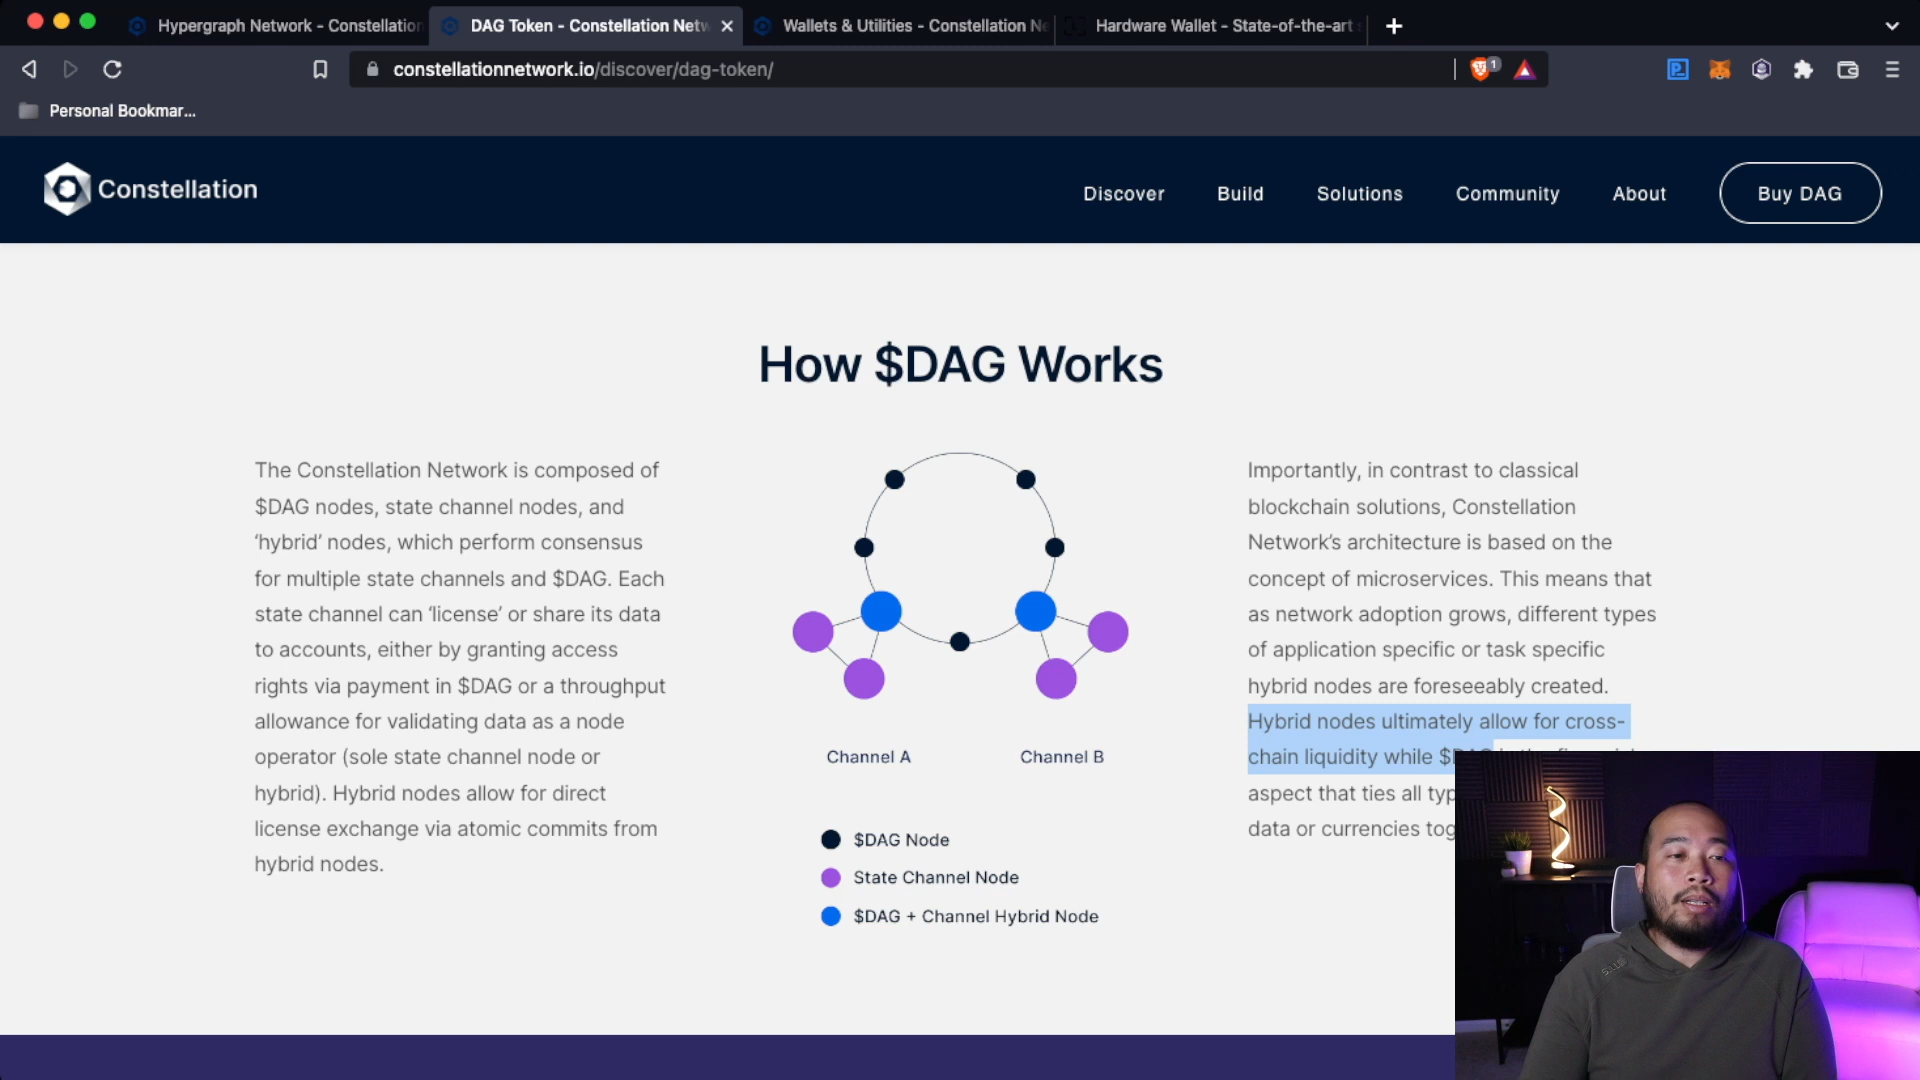 Hypergraph Network - Constellation
DAG Token - Constellation Netw
Wallets & Utilities - Constellation Ne
Hardware Wallet - State-of-the-art
constellationnetwork.io/discover/dag-token/
1
Personal Bookmar...
Constellation
Discover
Build
Solutions
Community
About
Buy DAG
How $DAG Works
The Constellation Network is composed of
$DAG nodes, state channel nodes, and
‘hybrid’ nodes, which perform consensus
for multiple state channels and $DAG. Each
state channel can ‘license’ or share its data
to accounts, either by granting access
rights via payment in $DAG or a throughput
allowance for validating data as a node
operator (sole state channel node or
hybrid). Hybrid nodes allow for direct
license exchange via atomic commits from
hybrid nodes.
Channel A
Channel B
$DAG Node
State Channel Node
$DAG + Channel Hybrid Node
Importantly, in contrast to classical
blockchain solutions, Constellation
Network’s architecture is based on the
concept of microservices. This means that
as network adoption grows, different types
of application specific or task specific
hybrid nodes are foreseeably created.
Hybrid nodes ultimately allow for cross-
chain liquidity while
aspect that ties all
data or currencies